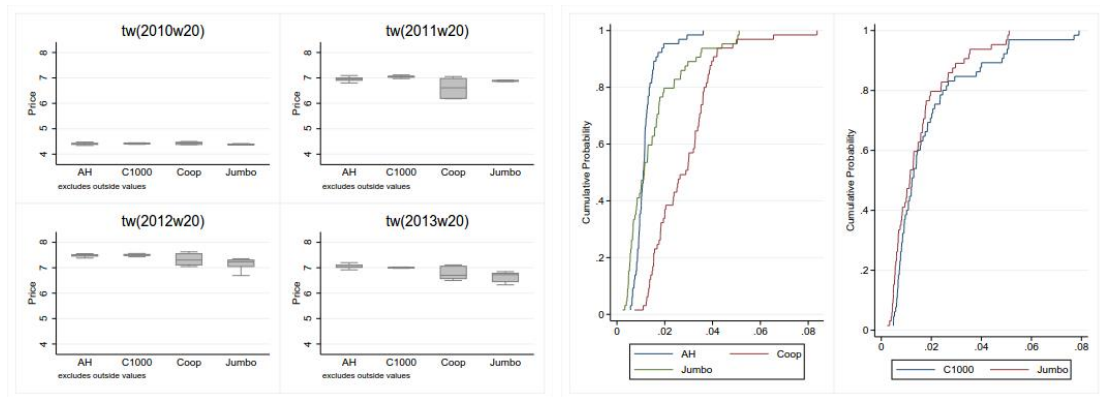 tw(2010w20)
Price
8
7
6
5
4
AH C1000 Coop Jumbo
excludes outside values
tw(2011w20)
Price
8
7
6
5
4
AH C1000 Coop Jumbo
excludes outside values
tw(2012w20)
Price
8
7
6
5
4
AH C1000 Coop Jumbo
excludes outside values
tw(2013w20)
Price
8
7
6
5
4
AH C1000 Coop Jumbo
excludes outside values
Cumulative Probability
1
.8
.6
.4
.2
0
0 .02 .04 .06 .08
AH Coop
Jumbo
Cumulative Probability
1
.8
.6
.4
.2
0
0 .02 .04 .06 .08
C1000 Jumbo